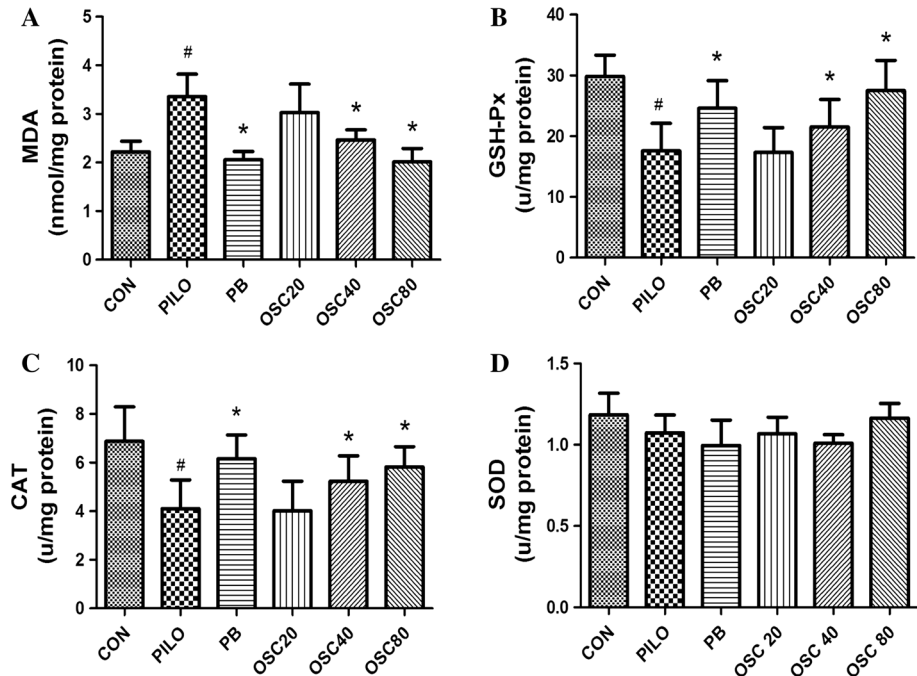 A
MDA
(nmol/mg protein)
5
4
3
2
1
0
#
*
*
*
CON
PILO
PB
OSC20
OSC40
OSC80
B
GSH-Px
(u/mg protein)
40
30
20
10
0
#
*
*
*
CON
PILO
PB
OSC20
OSC40
OSC80
C
CAT
(u/mg protein)
10
8
6
4
2
0
#
*
*
*
CON
PILO
PB
OSC20
OSC40
OSC80
D
SOD
(u/mg protein)
1.5
1.0
0.5
0.0
CON
PILO
PB
OSC 20
OSC 40
OSC 80